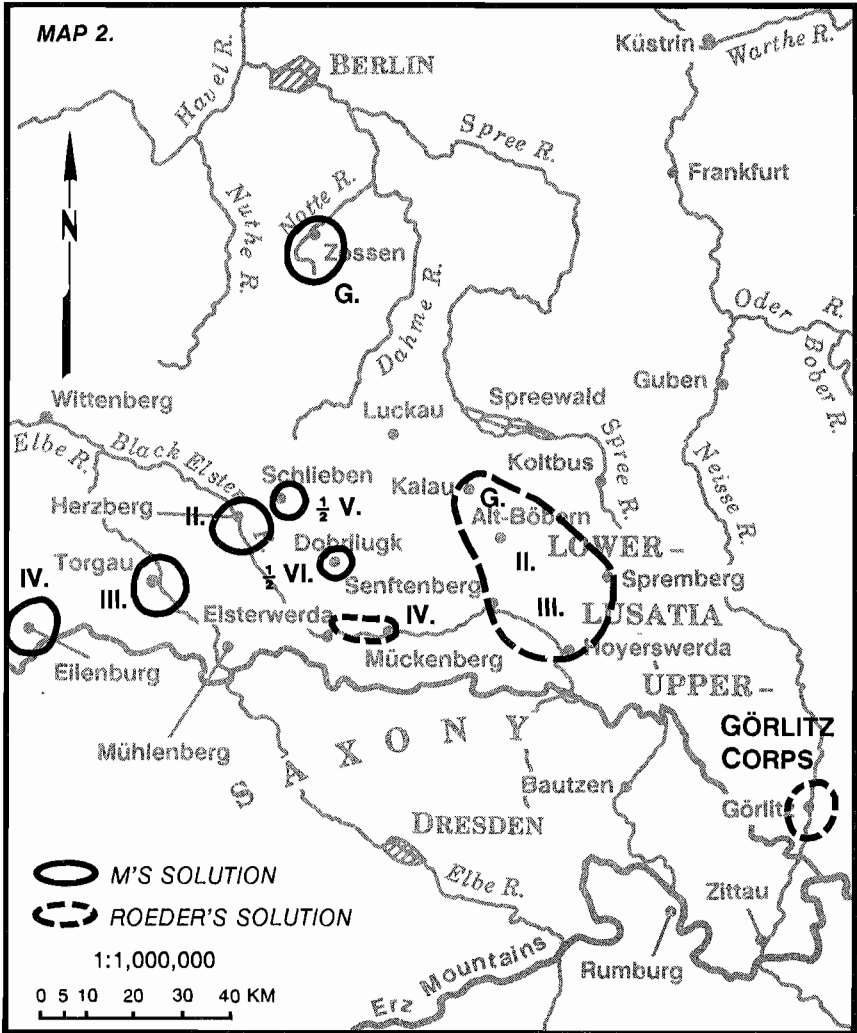 MAP 2.
Küstrin
Warthe R.
BERLIN
Havel R.
Spree R.
Frankfurt
N
Nuthe R.
Notte R.
Zossen
G.
Dahme R.
Oder R.
Bober R.
Guben
Wittenberg
Luckau
Spreewald
Elbe R.
Black Elster R.
Schlieben
Kalau
G.
Koltbus
Spree R.
Neisse R.
Herzberg
II.
½ V.
Alt-Böbern
Dobrilugk
LOWER-
Torgau
½ VI.
Senftenberg
II.
Spremberg
IV.
III.
Elsterwerda
IV.
III.
LUSATIA
Eilenburg
Mückenberg
Hoyerswerda
UPPER-
Mühlenberg
SAXONY
GÖRLITZ
CORPS
Bautzen
Görlitz
DRESDEN
M'S SOLUTION
Elbe R.
ROEDER'S SOLUTION
Zittau
1:1,000,000
Rumburg
Erz Mountains
0 5 10 20 30 40 KM